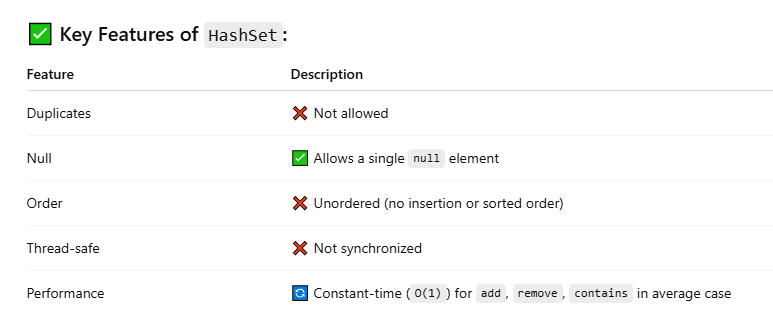 ✅ Key Features of HashSet:
Feature Description
Duplicates ❌ Not allowed
Null ✅ Allows a single null element
Order ❌ Unordered (no insertion or sorted order)
Thread-safe ❌ Not synchronized
Performance 🔄 Constant-time (O(1)) for add, remove, contains in average case